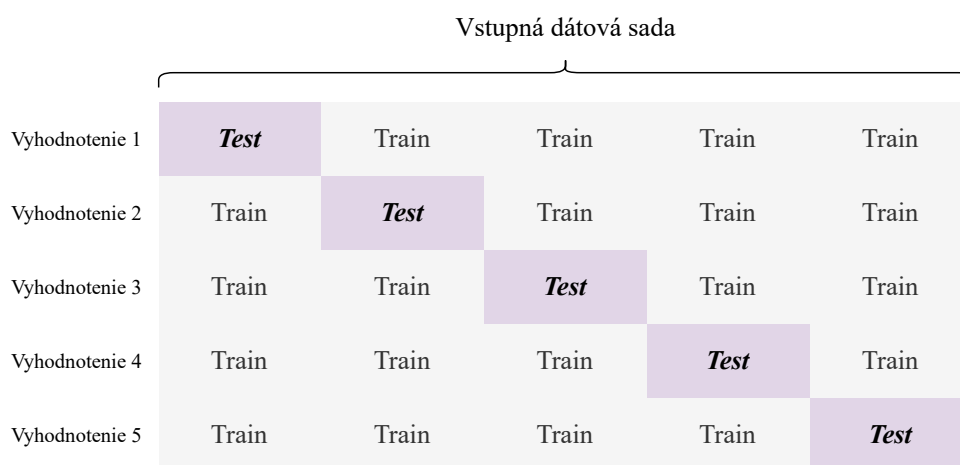 Vstupná dátová sada
Vyhodnotenie 1 Test Train Train Train Train
Vyhodnotenie 2 Train Test Train Train Train
Vyhodnotenie 3 Train Train Test Train Train
Vyhodnotenie 4 Train Train Train Test Train
Vyhodnotenie 5 Train Train Train Train Test